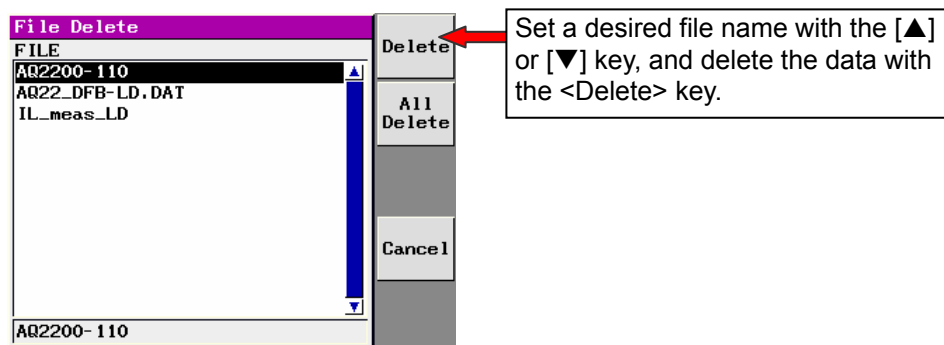 File Delete
FILE
AQ2200-110
AQ22_DFB-LD.DAT
IL_meas_LD
AQ2200-110
Delete
All
Delete
Cancel
Set a desired file name with the [▲]
or [▼] key, and delete the data with
the <Delete> key.